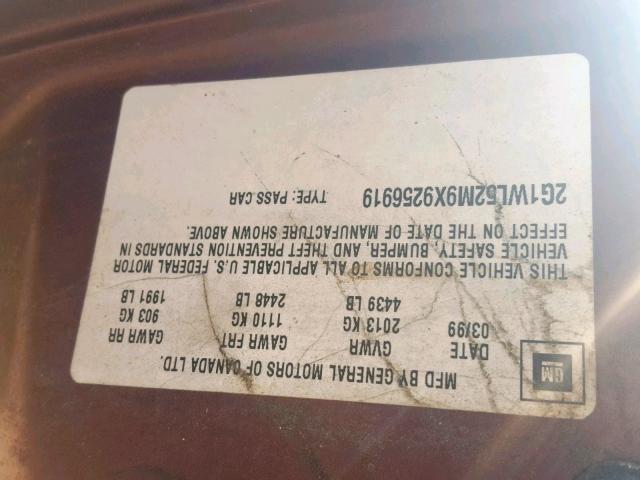 GM
MFD BY GENERAL MOTORS OF CANADA LTD.
DATE GVWR GAWR FRT GAWR RR
03/99 2013 KG 1110 KG 903 KG
4439 LB 2448 LB 1991 LB
THIS VEHICLE CONFORMS TO ALL APPLICABLE U.S. FEDERAL MOTOR
VEHICLE SAFETY, BUMPER, AND THEFT PREVENTION STANDARDS IN
EFFECT ON THE DATE OF MANUFACTURE SHOWN ABOVE.
2G1WL52M9X9256919 TYPE: PASS CAR